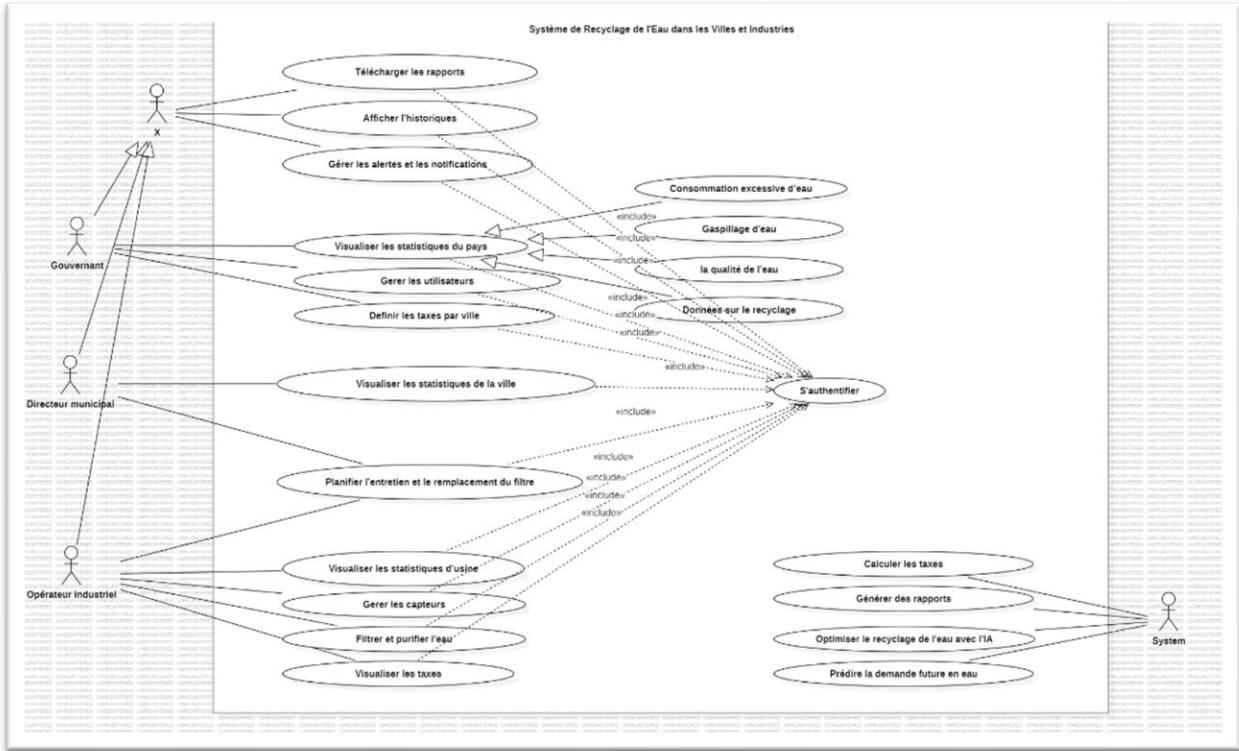 Système de Recyclage de l'Eau dans les Villes et Industries
Télécharger les rapports
X
Afficher l'historiques
Gérer les alertes et les notifications
Consommation excessive d'eau
«include»
Gaspillage d'eau
«include»
Gouvernant
Visualiser les statistiques du pays
«include»
la qualité de l'eau
Gerer les utilisateurs
«include»
Données sur le recyclage
Definir les taxes par ville
«include»
«include»
«include»
Visualiser les statistiques de la ville
S'authentifier
Directeur municipal
«include»
«include»
Planifier l'entretien et le remplacement du filtre
«include»
«include»
«include»
Visualiser les statistiques d'usine
Calculer les taxes
Opérateur industriel
Gerer les capteurs
Générer des rapports
Filtrer et purifier l'eau
Optimiser le recyclage de l'eau avec l'IA
System
Visualiser les taxes
Prédire la demande future en eau